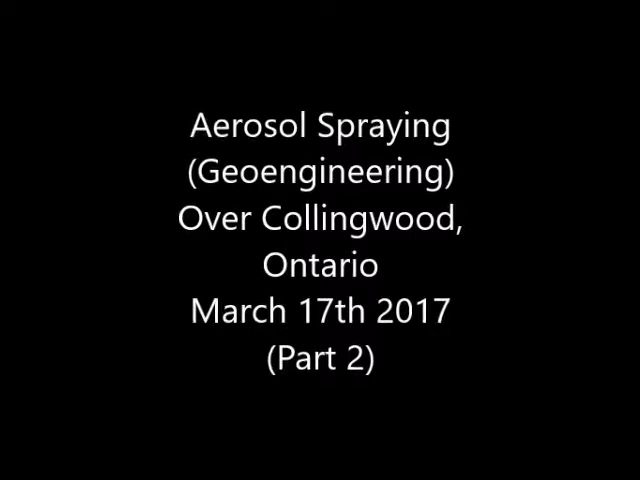 Aerosol Spraying
(Geoengineering)
Over Collingwood,
Ontario
March 17th 2017
(Part 2)